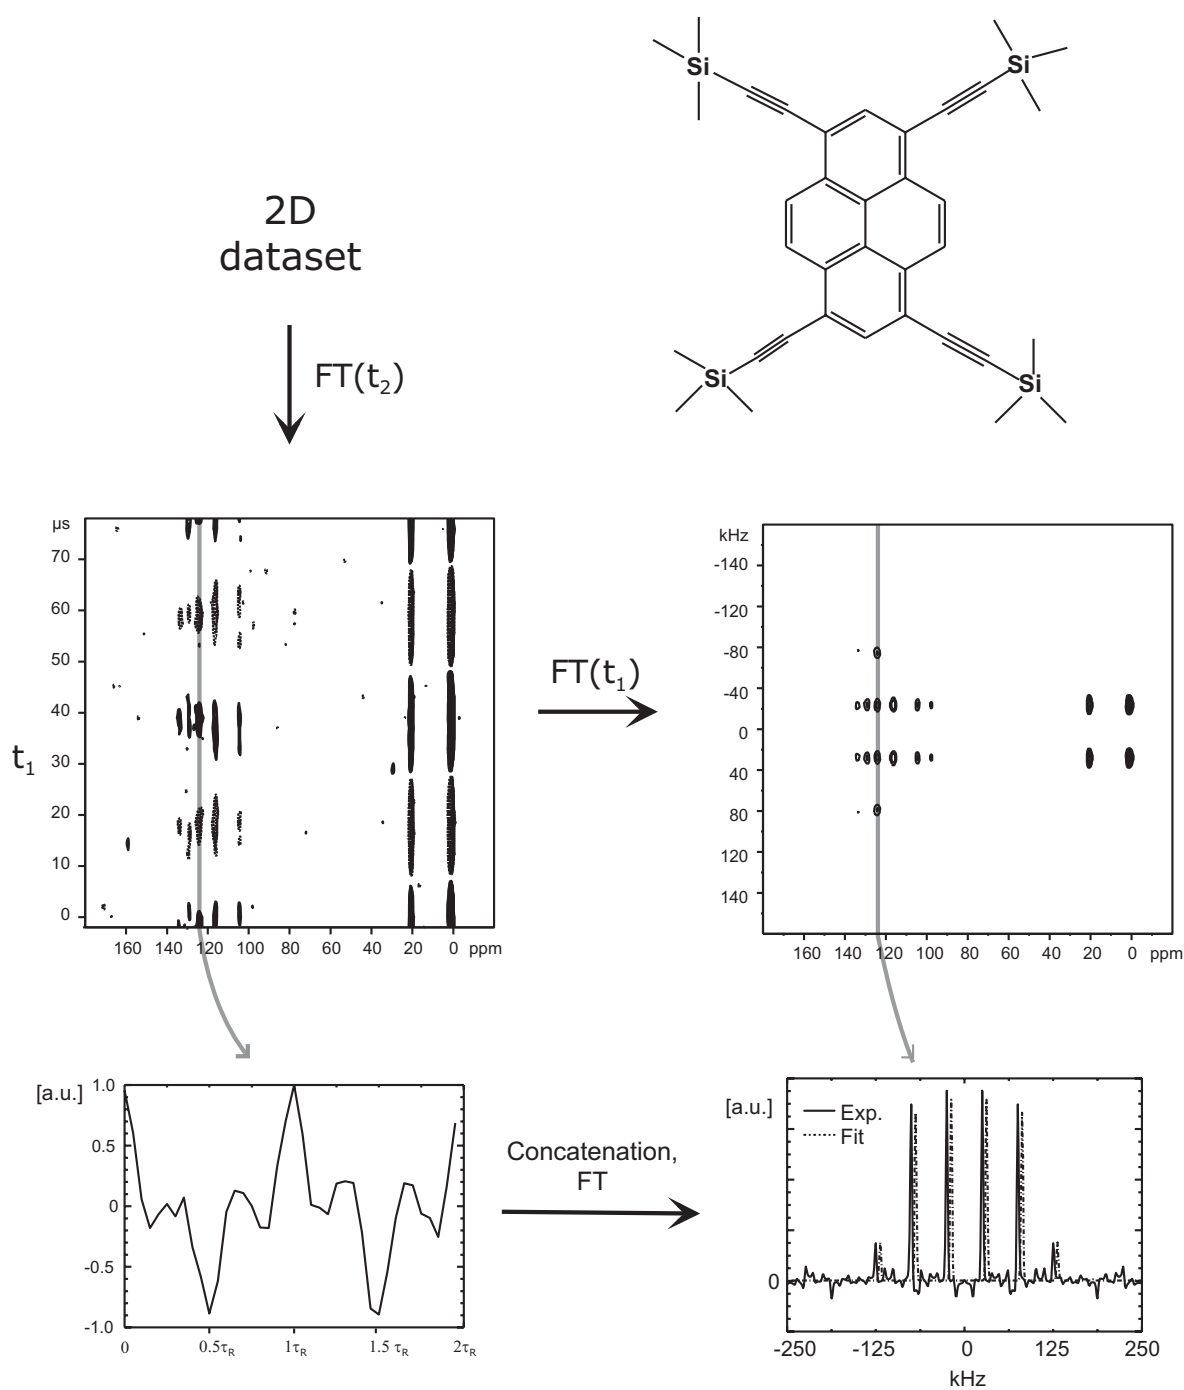 Si
Si
2D
dataset
FT(t₂)
Si
Si
µs
70
60
50
40
30
20
10
0
t₁
160 140 120 100 80 60 40 20 0 ppm
FT(t₁)
kHz
-140
-120
-80
-40
0
40
80
120
140
160 140 120 100 80 60 40 20 0 ppm
[a.u.]
1.0
0.5
0
-0.5
-1.0
0 0.5τR 1τR 1.5 τR 2τR
Concatenation,
FT
[a.u.]
Exp.
Fit
0
-250 -125 0 125 250
kHz